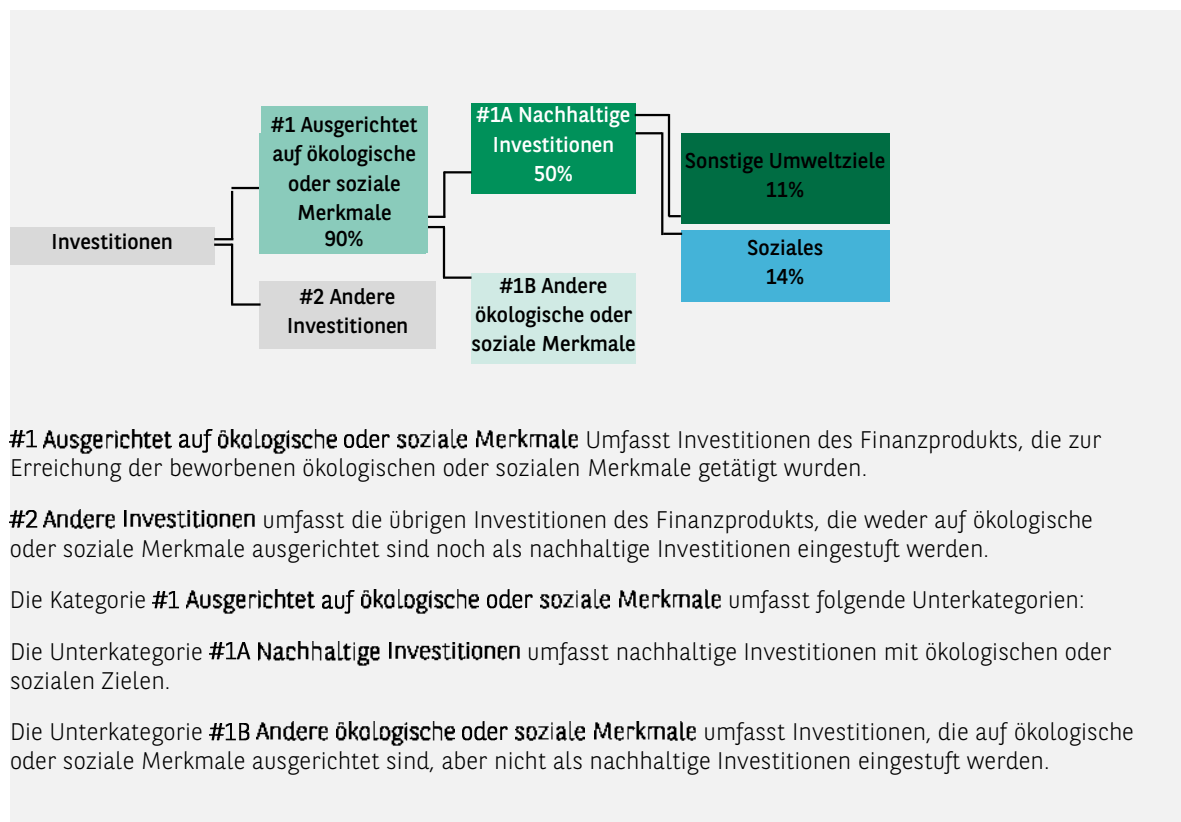 Investitionen
#1 Ausgerichtet
auf ökologische
oder soziale
Merkmale
90%
#2 Andere
Investitionen
#1A Nachhaltige
Investitionen
50%
#1B Andere
ökologische oder
soziale Merkmale
Sonstige Umweltziele
11%
Soziales
14%
#1 Ausgerichtet auf ökologische oder soziale Merkmale Umfasst Investitionen des Finanzprodukts, die zur
Erreichung der beworbenen ökologischen oder sozialen Merkmale getätigt wurden.
#2 Andere Investitionen umfasst die übrigen Investitionen des Finanzprodukts, die weder auf ökologische
oder soziale Merkmale ausgerichtet sind noch als nachhaltige Investitionen eingestuft werden.
Die Kategorie #1 Ausgerichtet auf ökologische oder soziale Merkmale umfasst folgende Unterkategorien:
Die Unterkategorie #1A Nachhaltige Investitionen umfasst nachhaltige Investitionen mit ökologischen oder
sozialen Zielen.
Die Unterkategorie #1B Andere ökologische oder soziale Merkmale umfasst Investitionen, die auf ökologische
oder soziale Merkmale ausgerichtet sind, aber nicht als nachhaltige Investitionen eingestuft werden.